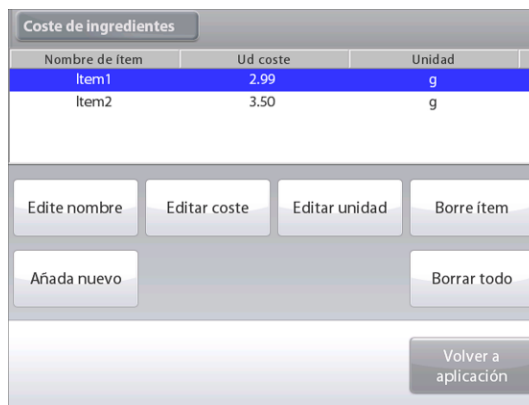 Coste de ingredientes
Nombre de ítem Ud coste Unidad
Item1 2.99 g
Item2 3.50 g
Edite nombre Editar coste Editar unidad Borre ítem
Añada nuevo Borrar todo
Volver a
aplicación